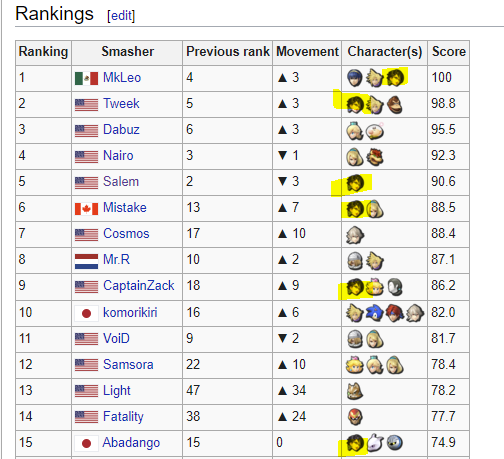 Rankings [edit]
Ranking Smasher Previous rank Movement Character(s) Score
1 MkLeo 4 ▲ 3 100
2 Tweek 5 ▲ 3 98.8
3 Dabuz 6 ▲ 3 95.5
4 Nairo 3 ▼ 1 92.3
5 Salem 2 ▼ 3 90.6
6 Mistake 13 ▲ 7 88.5
7 Cosmos 17 ▲ 10 88.4
8 Mr.R 10 ▲ 2 87.1
9 CaptainZack 18 ▲ 9 86.2
10 komorikiri 16 ▲ 6 82.0
11 VoiD 9 ▼ 2 81.7
12 Samsora 22 ▲ 10 78.4
13 Light 47 ▲ 34 78.2
14 Fatality 38 ▲ 24 77.7
15 Abadango 15 0 74.9